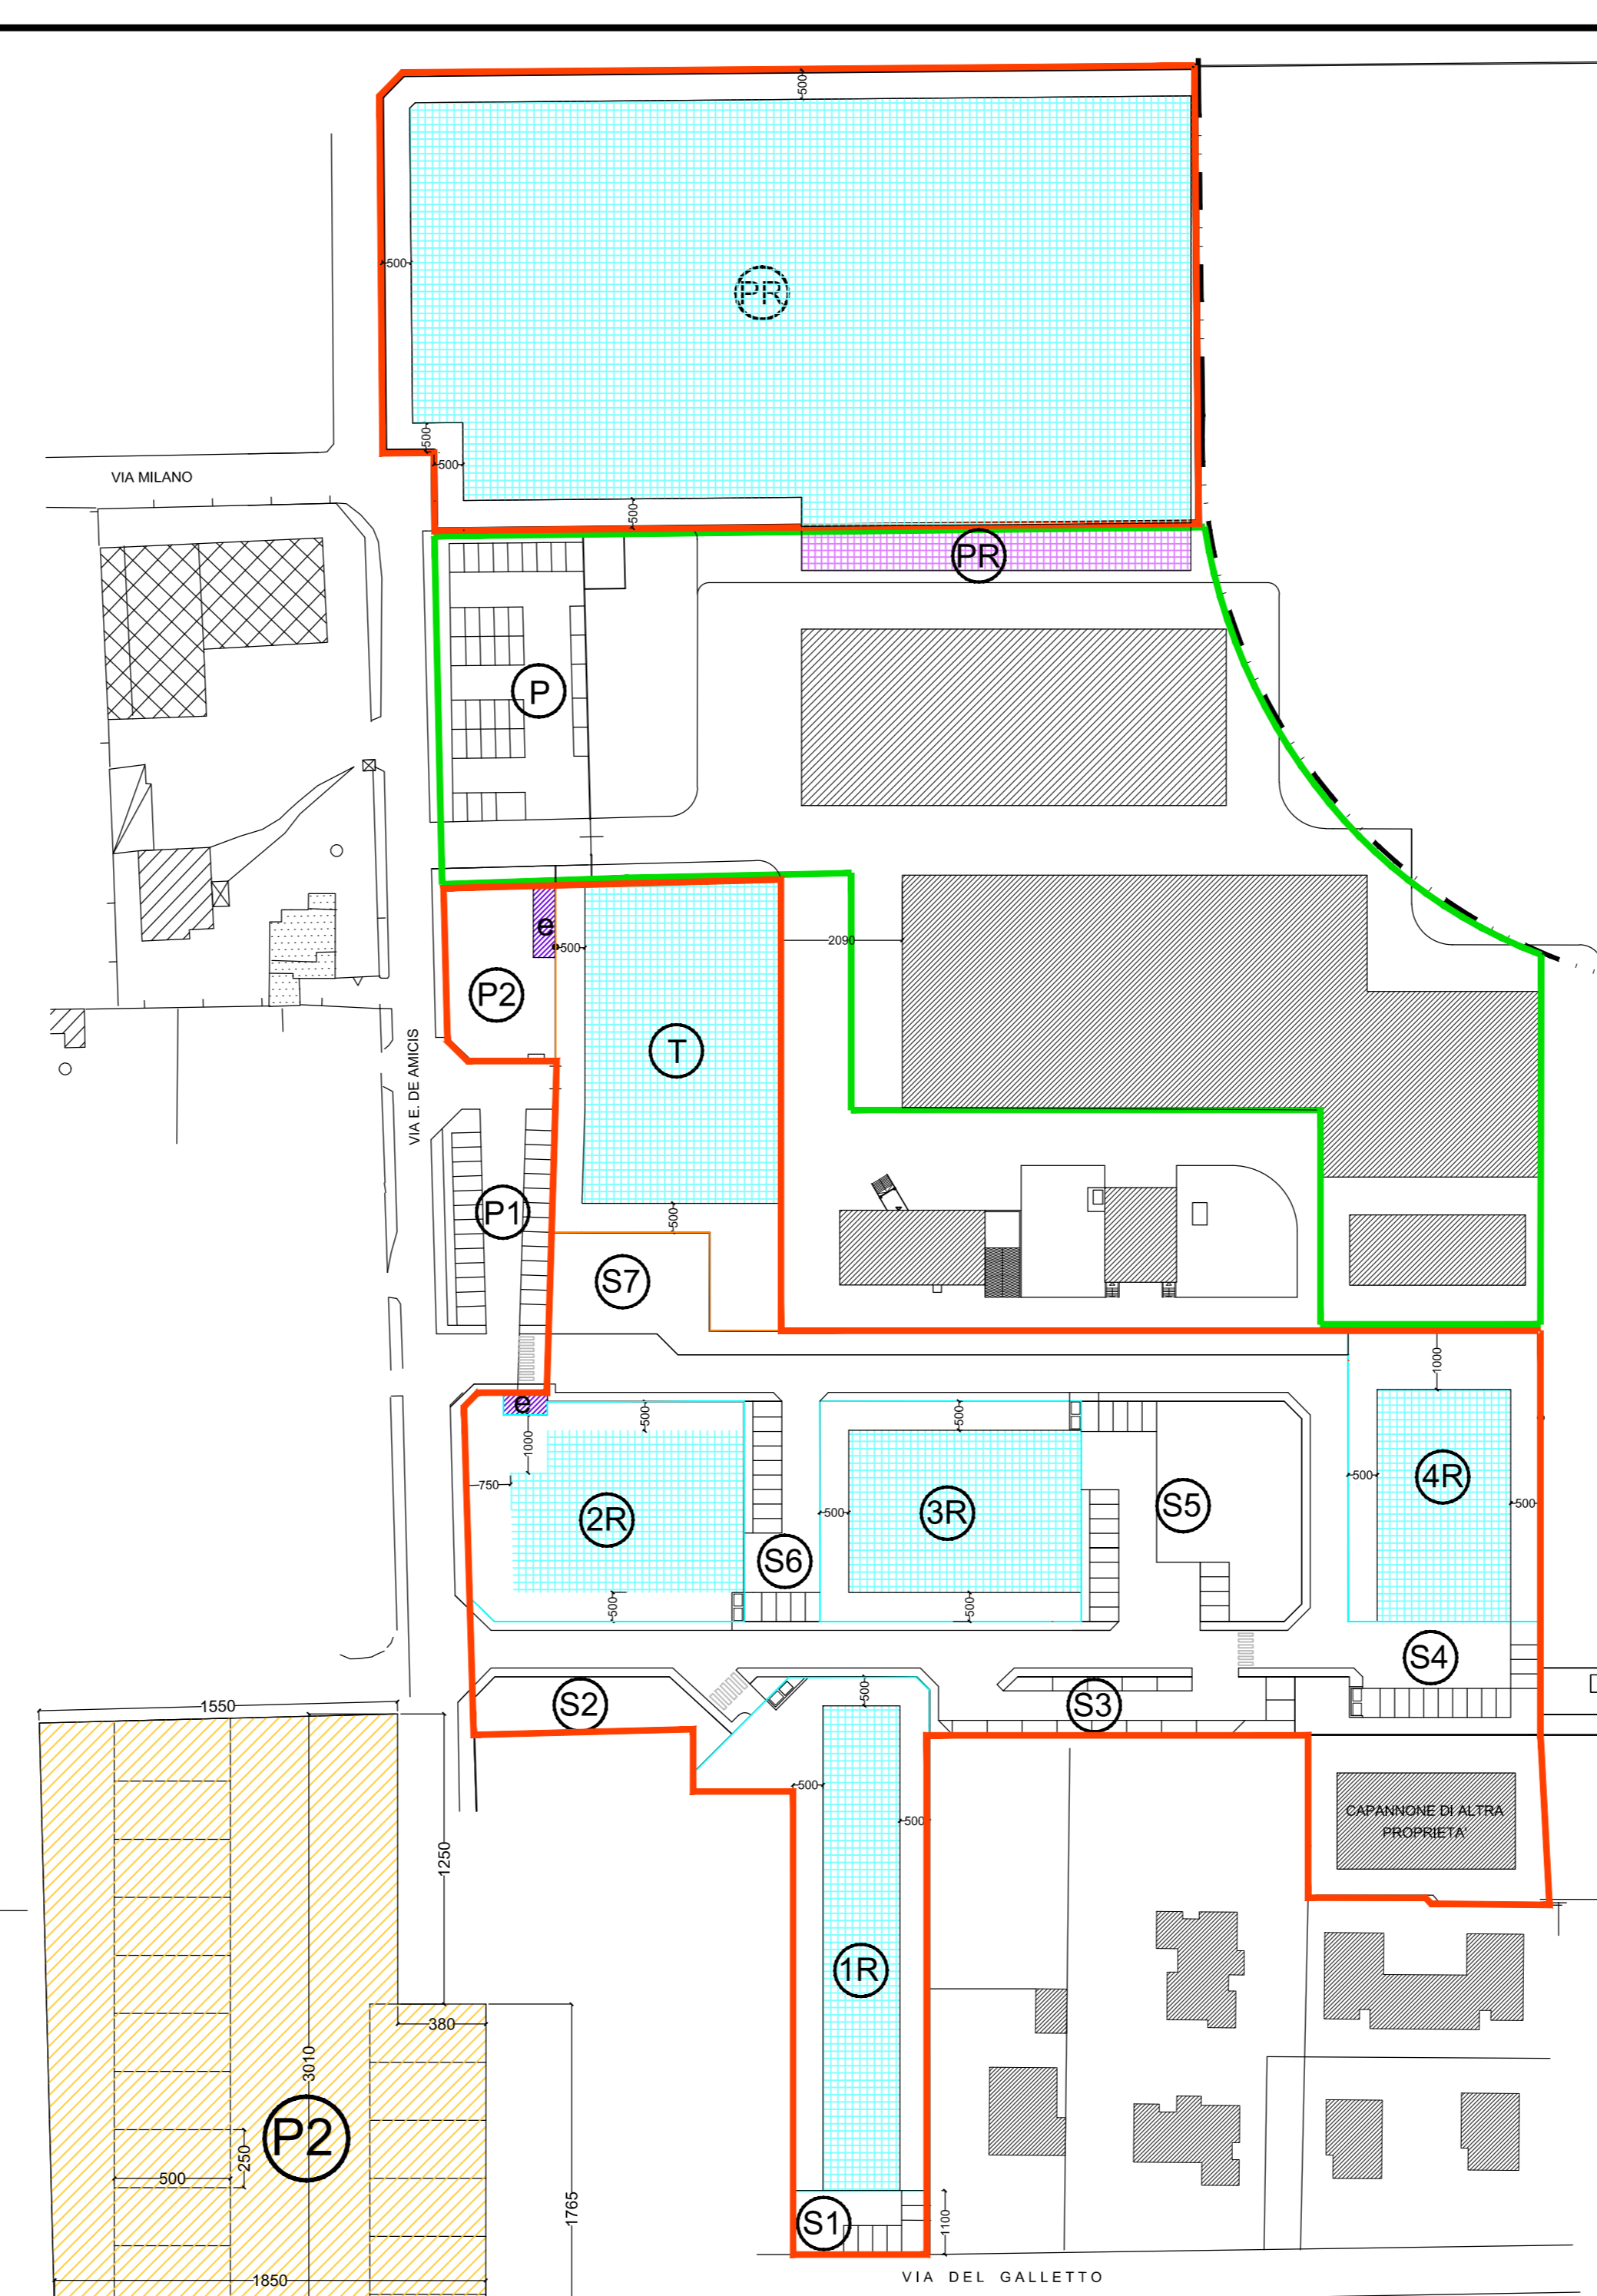 500
500
PR
500
500
VIA MILANO
500
PR
P
e
500
2090
P2
T
VIA E. DE AMICIS
P1
500
S7
1000
e
500
500
1000
750
500
4R
500
2R
500
3R
S5
S6
500
500
S4
S2
500
S3
1550
500
500
CAPANNONE DI ALTRA
PROPRIETA'
1250
1R
380
3010
P2
250
500
1765
S1
1100
1850
VIA DEL GALLETTO